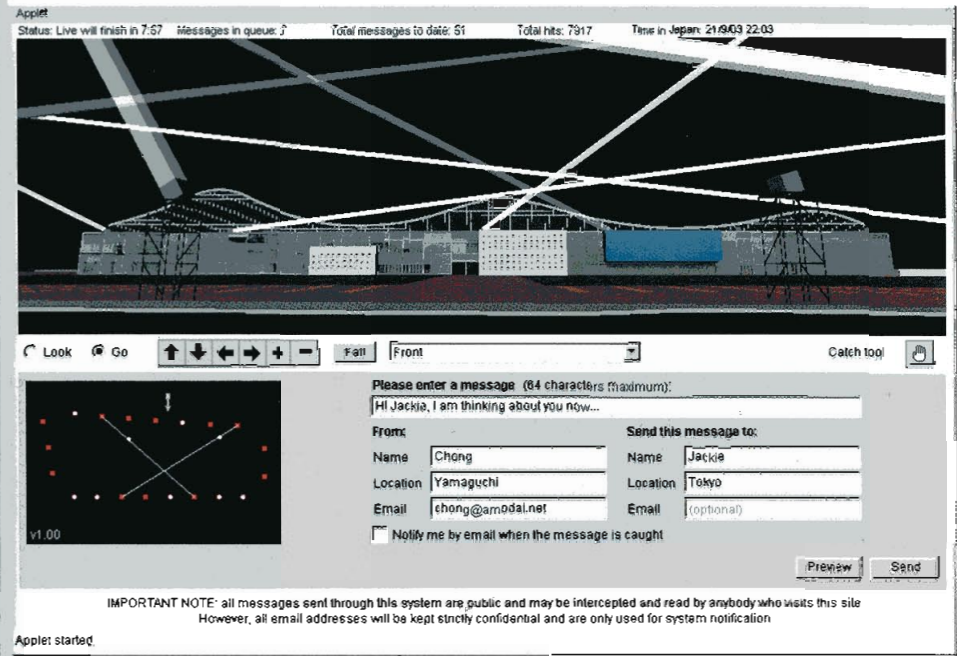 Applet
Status: Live will finish in 7:57 Messages in queue: Total messages to date: 51 Total hits: 7917 Time in Japan: 21/9/03 22:03
Look Go + - Fall Front Catch tool
Please enter a message (64 characters maximum):
Hi Jackie, I am thinking about you now...
From: Send this message to:
Name Chong Name Jackie
Location Yamaguchi Location Tokyo
Email chong@amodal.net Email (optional)
Notify me by email when the message is caught
v1.00
Preview Send
IMPORTANT NOTE: all messages sent through this system are public and may be intercepted and read by anybody who visits this site
However, all email addresses will be kept strictly confidential and are only used for system notification
Applet started.